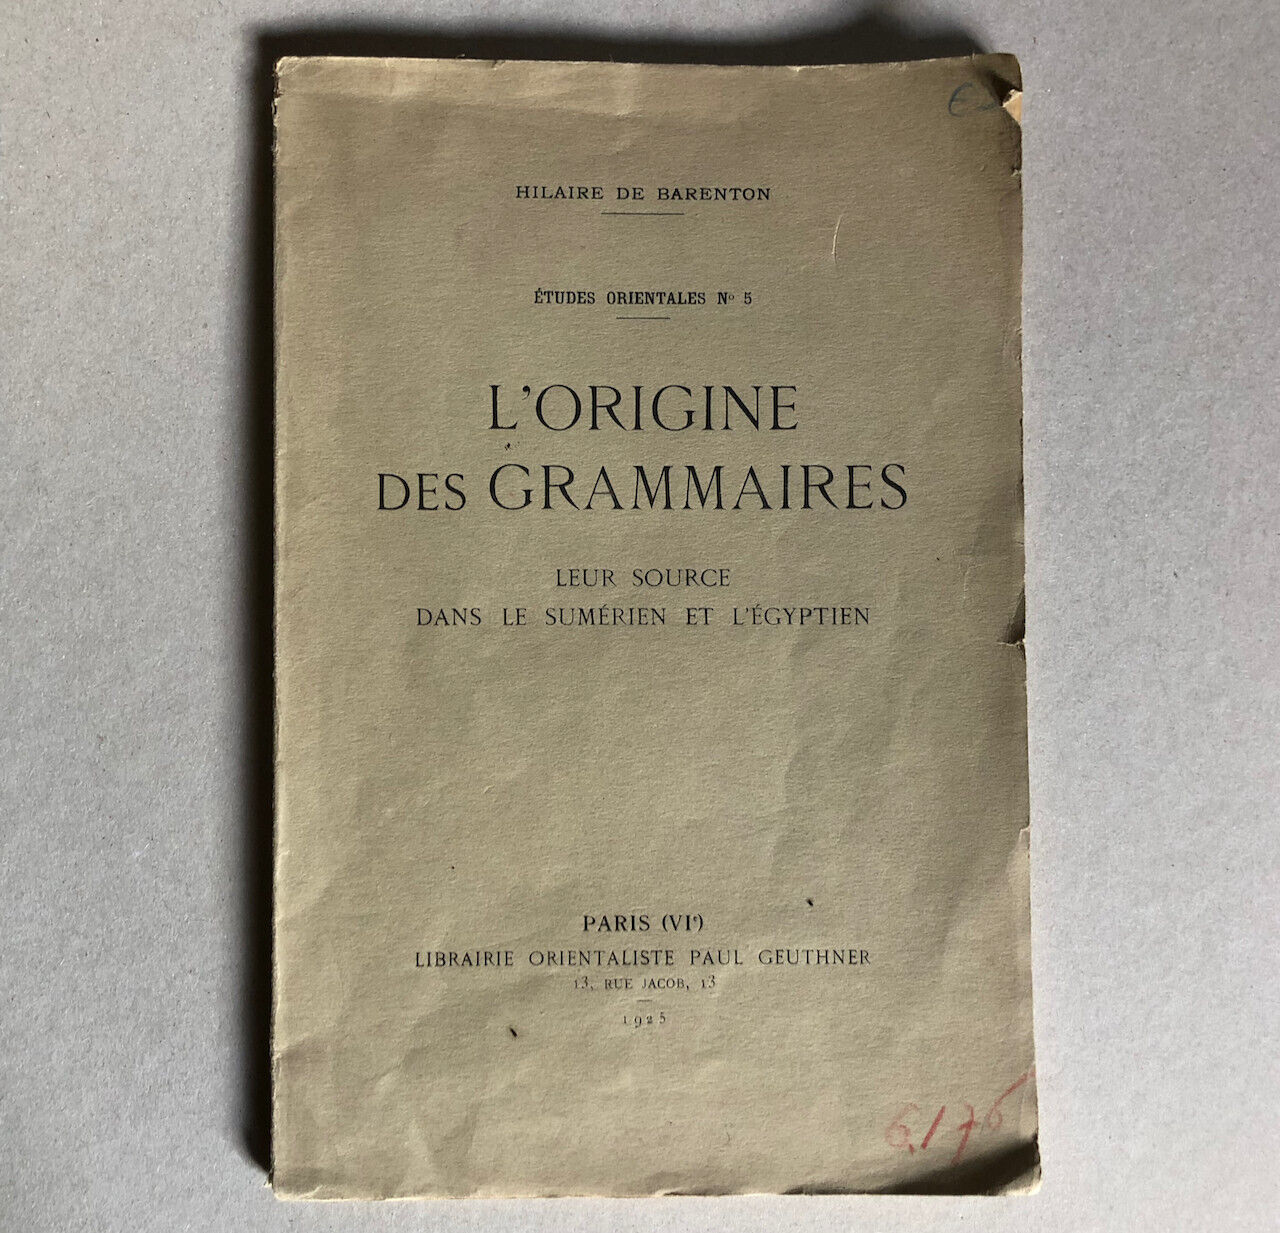 HILAIRE DE BARENTON
ÉTUDES ORIENTALES Nº 5
L'ORIGINE
DES GRAMMAIRES
LEUR SOURCE
DANS LE SUMÉRIEN ET L'ÉGYPTIEN
PARIS (VIᵉ)
LIBRAIRIE ORIENTALISTE PAUL GEUTHNER
13, RUE JACOB, 13
1925